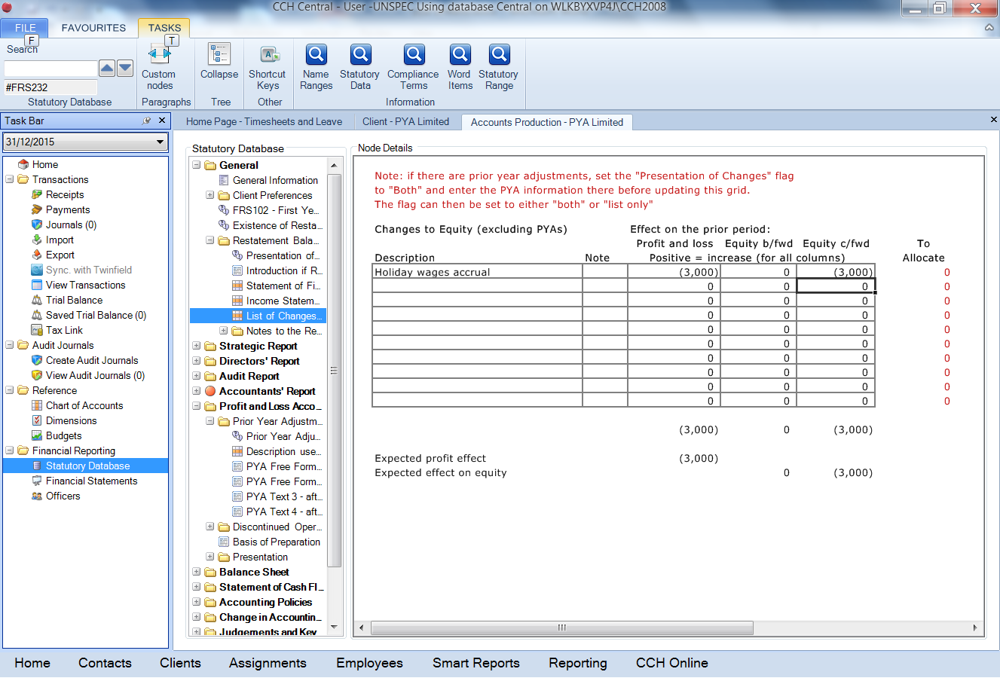 CCH Central - User -UNSPEC Using database Central on WLKBYXVP4J\CCH2008
FILE FAVOURITES TASKS
F T
Search
#FRS232
Statutory Database
Custom nodes
Paragraphs
Collapse
Tree
Shortcut Keys
Other
Name Ranges
Statutory Data
Compliance Terms
Word Items
Statutory Range
Information
Task Bar
31/12/2015
Home
Transactions
Receipts
Payments
Journals (0)
Import
Export
Sync. with Twinfield
View Transactions
Trial Balance
Saved Trial Balance (0)
Tax Link
Audit Journals
Create Audit Journals
View Audit Journals (0)
Reference
Chart of Accounts
Dimensions
Budgets
Financial Reporting
Statutory Database
Financial Statements
Officers
Home Page - Timesheets and Leave
Client - PYA Limited
Accounts Production - PYA Limited
Statutory Database
General
General Information
Client Preferences
FRS102 - First Ye...
Existence of Resta...
Restatement Bala...
Presentation of...
Introduction if R...
Statement of Fi...
Income Statem...
List of Changes...
Notes to the Re...
Strategic Report
Directors' Report
Audit Report
Accountants' Report
Profit and Loss Acco...
Prior Year Adjustm...
Prior Year Adju...
Description use...
PYA Free Form...
PYA Free Form...
PYA Text 3 - aft...
PYA Text 4 - aft...
Discontinued Oper...
Basis of Preparation
Presentation
Balance Sheet
Statement of Cash Fl...
Accounting Policies
Change in Accountin...
Judgements and Key
Node Details
Note: if there are prior year adjustments, set the "Presentation of Changes" flag
to "Both" and enter the PYA information there before updating this grid.
The flag can then be set to either "both" or "list only"
Changes to Equity (excluding PYAs) Effect on the prior period:
Profit and loss Equity b/fwd Equity c/fwd To
Description Note Positive = increase (for all columns) Allocate
Holiday wages accrual (3,000) 0 (3,000) 0
0 0 0 0
0 0 0 0
0 0 0 0
0 0 0 0
0 0 0 0
0 0 0 0
0 0 0 0
0 0 0 0
0 0 0 0
(3,000) 0 (3,000)
Expected profit effect (3,000)
Expected effect on equity 0 (3,000)
Home Contacts Clients Assignments Employees Smart Reports Reporting CCH Online